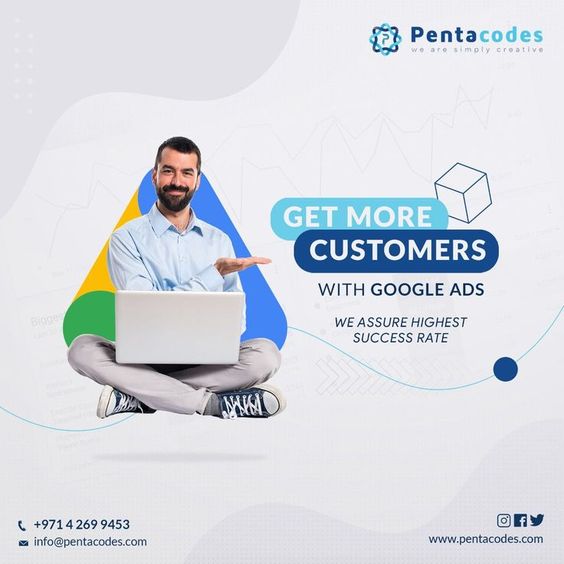 Pentacodes
we are simply creative
GET MORE
CUSTOMERS
WITH GOOGLE ADS
WE ASSURE HIGHEST
SUCCESS RATE
+971 4 269 9453
info@pentacodes.com
www.pentacodes.com